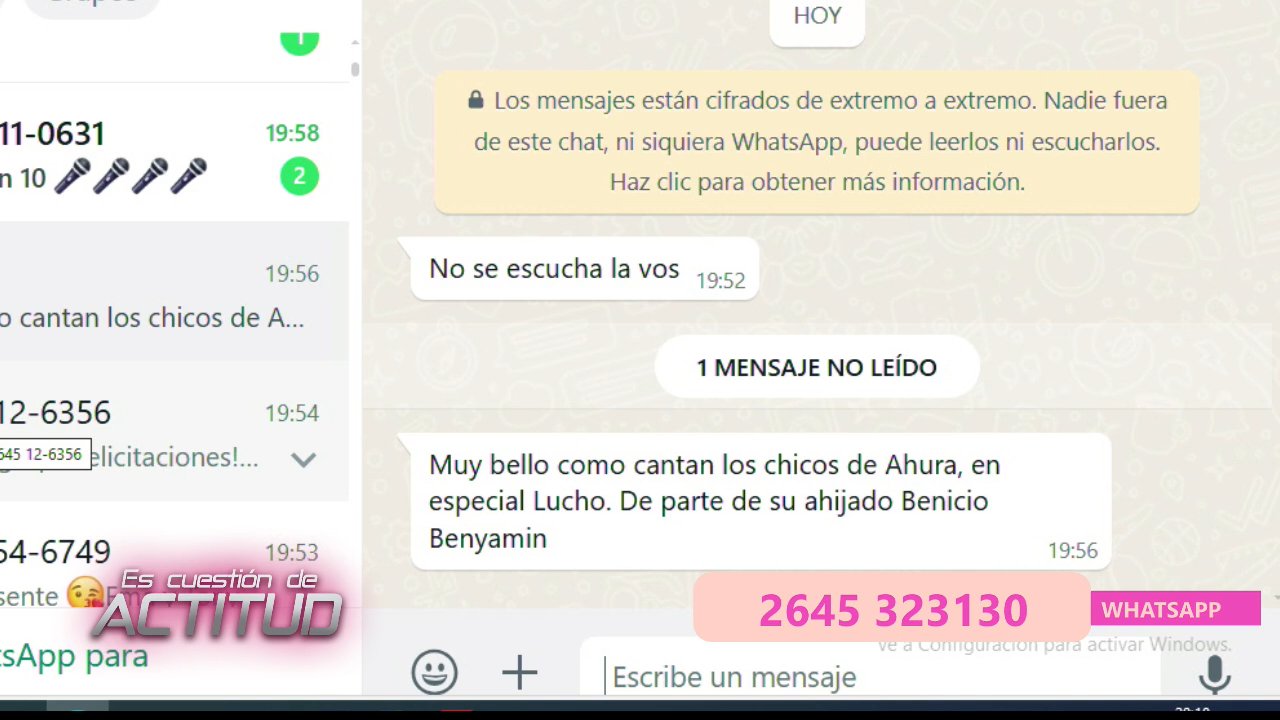 1
11-0631
19:58
n 10
2
19:56
o cantan los chicos de A...
12-6356
19:54
645 12-6356
elicitaciones!...
54-6749
19:53
sente
Es cuestión de
ACTITUD
tsApp para
HOY
Los mensajes están cifrados de extremo a extremo. Nadie fuera
de este chat, ni siquiera WhatsApp, puede leerlos ni escucharlos.
Haz clic para obtener más información.
No se escucha la vos
19:52
1 MENSAJE NO LEÍDO
Muy bello como cantan los chicos de Ahura, en
especial Lucho. De parte de su ahijado Benicio
Benyamin
19:56
2645 323130
WHATSAPP
Ve a Configuración para activar Windows.
Escribe un mensaje